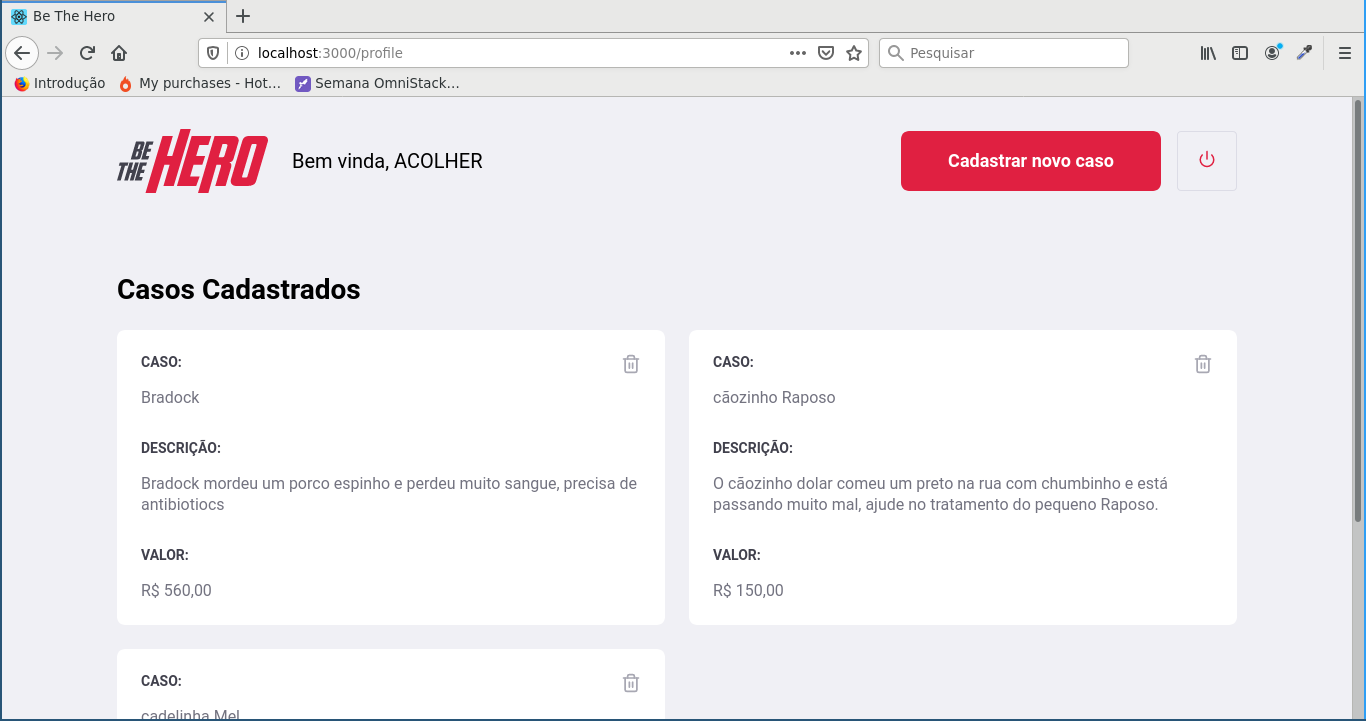 Be The Hero
localhost:3000/profile
Pesquisar
Introdução
My purchases - Hot…
Semana OmniStack…
BE
THE
HERO
Bem vinda, ACOLHER
Cadastrar novo caso
Casos Cadastrados
CASO:
Bradock
DESCRIÇÃO:
Bradock mordeu um porco espinho e perdeu muito sangue, precisa de
antibiotiocs
VALOR:
R$ 560,00
CASO:
cãozinho Raposo
DESCRIÇÃO:
O cãozinho dolar comeu um preto na rua com chumbinho e está
passando muito mal, ajude no tratamento do pequeno Raposo.
VALOR:
R$ 150,00
CASO:
cadelinha Mel